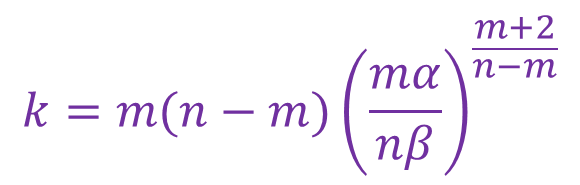 k = m(n − m) (mα/nβ)^((m+2)/(n−m))